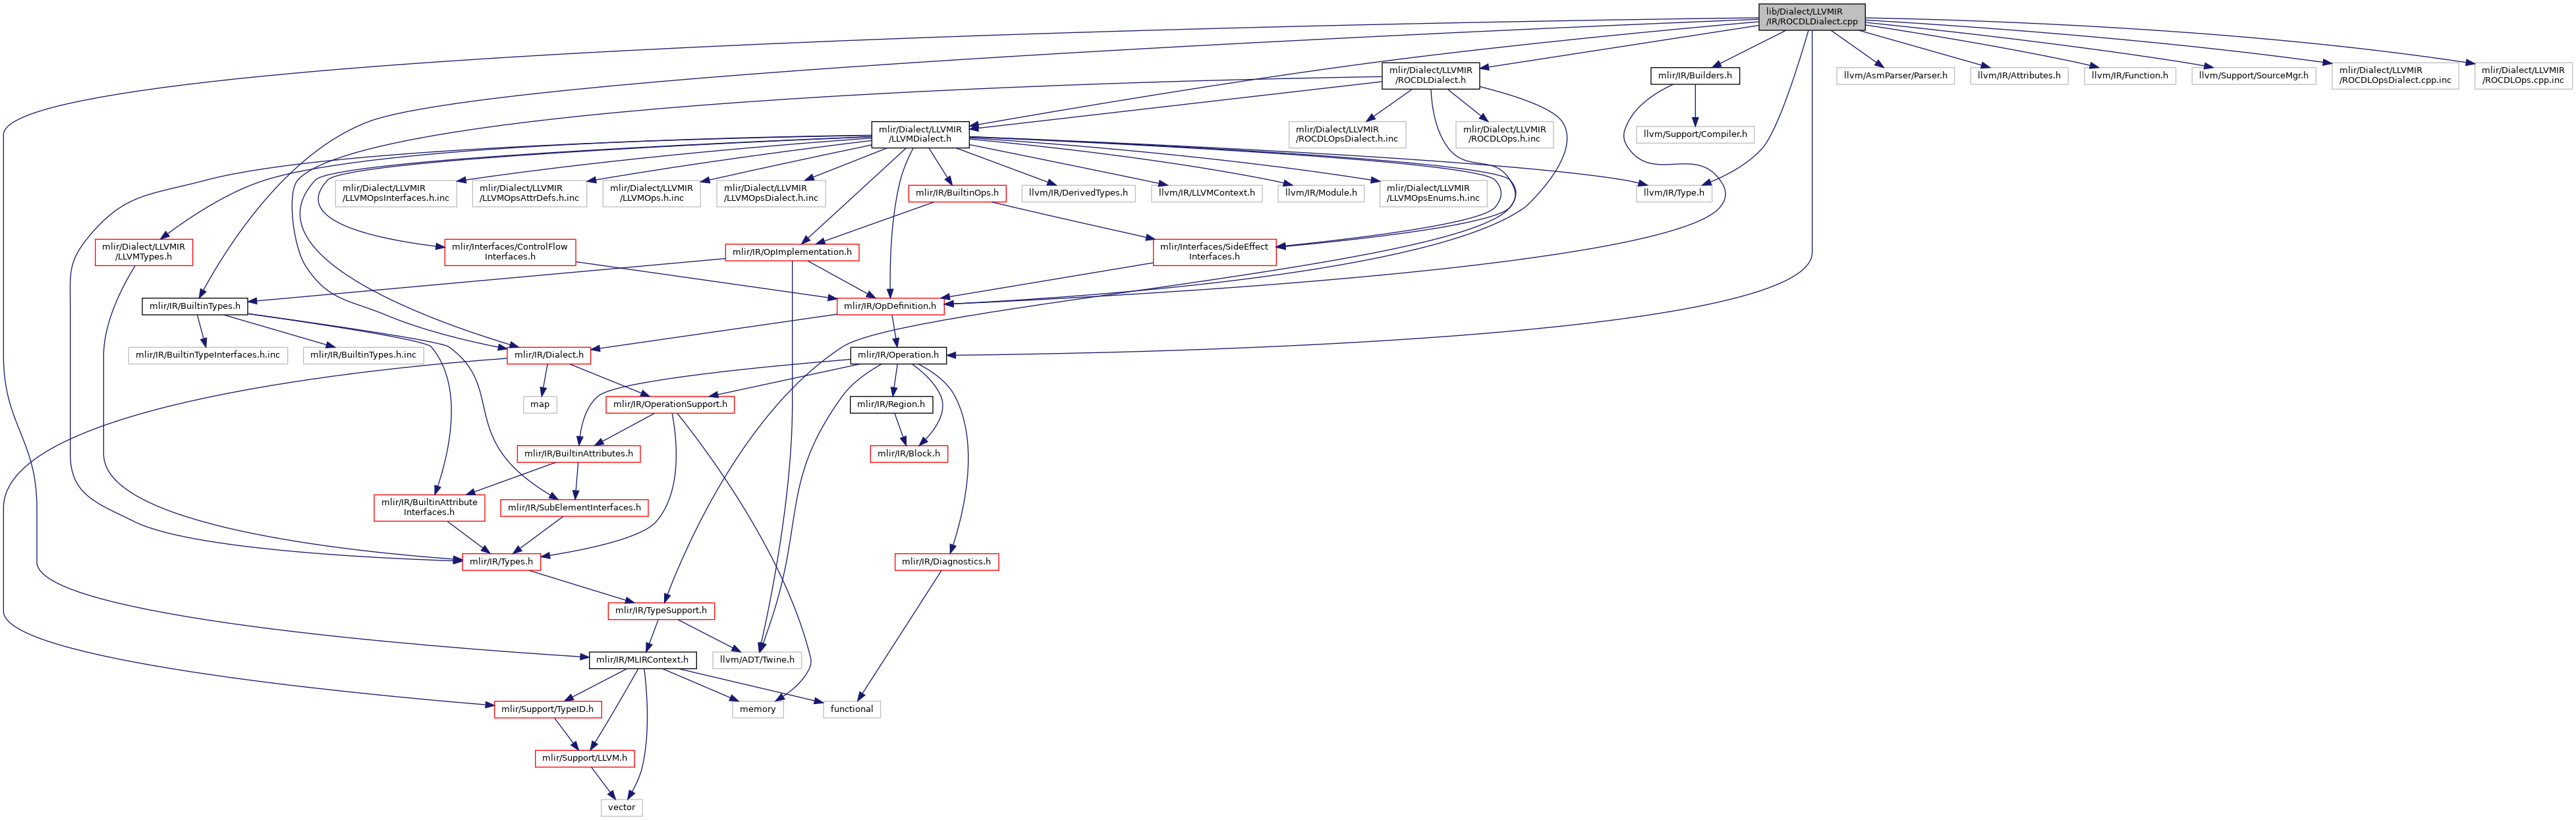 lib/Dialect/LLVMIR
/IR/ROCDLDialect.cpp
mlir/Dialect/LLVMIR
/ROCDLDialect.h
mlir/IR/Builders.h
llvm/AsmParser/Parser.h
llvm/IR/Attributes.h
llvm/IR/Function.h
llvm/Support/SourceMgr.h
mlir/Dialect/LLVMIR
/ROCDLOpsDialect.cpp.inc
mlir/Dialect/LLVMIR
/ROCDLOps.cpp.inc
mlir/Dialect/LLVMIR
/LLVMDialect.h
mlir/Dialect/LLVMIR
/ROCDLOpsDialect.h.inc
mlir/Dialect/LLVMIR
/ROCDLOps.h.inc
llvm/Support/Compiler.h
mlir/Dialect/LLVMIR
/LLVMOpsInterfaces.h.inc
mlir/Dialect/LLVMIR
/LLVMOpsAttrDefs.h.inc
mlir/Dialect/LLVMIR
/LLVMOps.h.inc
mlir/Dialect/LLVMIR
/LLVMOpsDialect.h.inc
mlir/IR/BuiltinOps.h
llvm/IR/DerivedTypes.h
llvm/IR/LLVMContext.h
llvm/IR/Module.h
mlir/Dialect/LLVMIR
/LLVMOpsEnums.h.inc
llvm/IR/Type.h
mlir/Dialect/LLVMIR
/LLVMTypes.h
mlir/Interfaces/ControlFlow
Interfaces.h
mlir/IR/OpImplementation.h
mlir/Interfaces/SideEffect
Interfaces.h
mlir/IR/BuiltinTypes.h
mlir/IR/OpDefinition.h
mlir/IR/BuiltinTypeInterfaces.h.inc
mlir/IR/BuiltinTypes.h.inc
mlir/IR/Dialect.h
mlir/IR/Operation.h
map
mlir/IR/OperationSupport.h
mlir/IR/Region.h
mlir/IR/BuiltinAttributes.h
mlir/IR/Block.h
mlir/IR/BuiltinAttribute
Interfaces.h
mlir/IR/SubElementInterfaces.h
mlir/IR/Types.h
mlir/IR/Diagnostics.h
mlir/IR/TypeSupport.h
mlir/IR/MLIRContext.h
llvm/ADT/Twine.h
mlir/Support/TypeID.h
memory
functional
mlir/Support/LLVM.h
vector